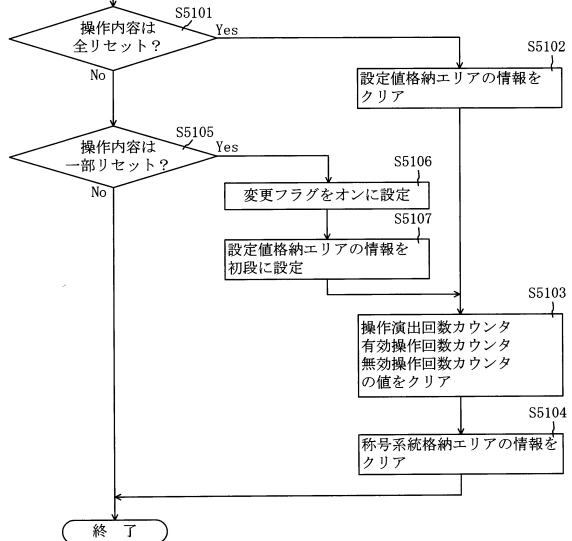 S5101
操作内容は
全リセット？
Yes
No
S5102
設定値格納エリアの情報を
クリア
S5105
操作内容は
一部リセット？
Yes
No
S5106
変更フラグをオンに設定
S5107
設定値格納エリアの情報を
初段に設定
S5103
操作演出回数カウンタ
有効操作回数カウンタ
無効操作回数カウンタ
の値をクリア
S5104
称号系統格納エリアの情報を
クリア
終 了